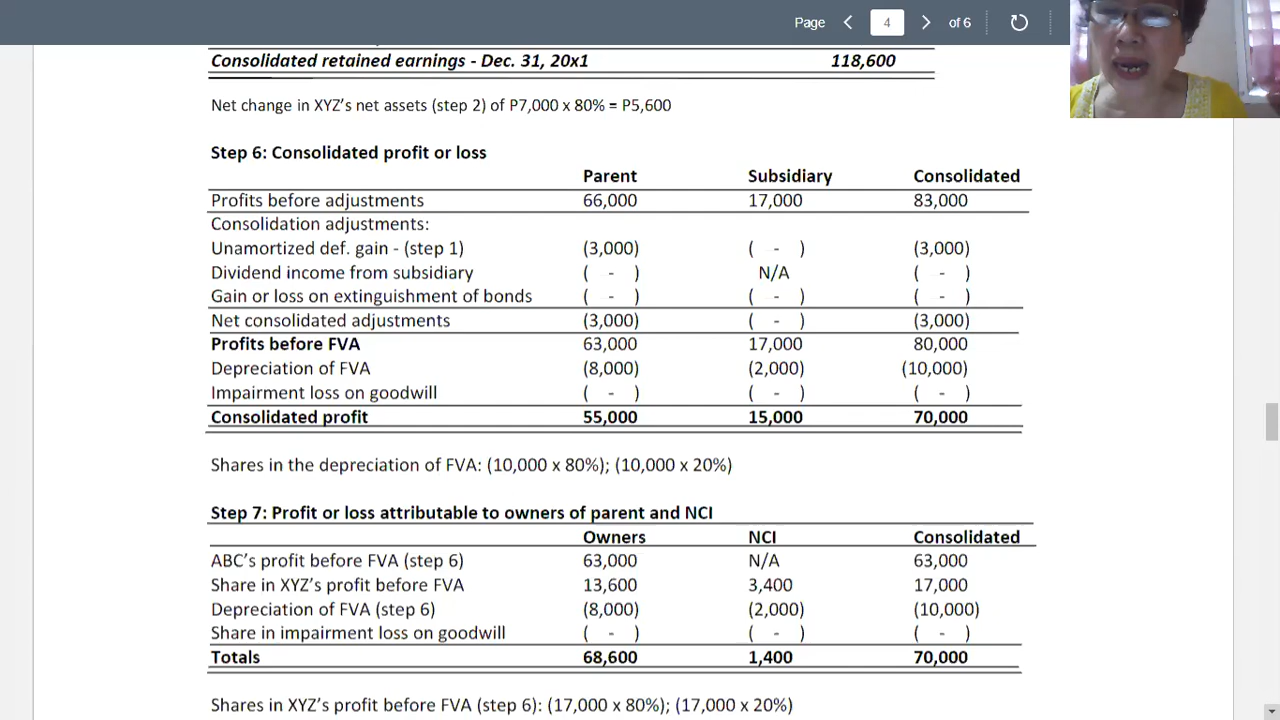 Page 4 of 6
Consolidated retained earnings - Dec. 31, 20x1 118,600
Net change in XYZ's net assets (step 2) of P7,000 x 80% = P5,600
Step 6: Consolidated profit or loss
Parent Subsidiary Consolidated
Profits before adjustments 66,000 17,000 83,000
Consolidation adjustments:
Unamortized def. gain - (step 1) (3,000) ( - ) (3,000)
Dividend income from subsidiary ( - ) N/A ( - )
Gain or loss on extinguishment of bonds ( - ) ( - ) ( - )
Net consolidated adjustments (3,000) ( - ) (3,000)
Profits before FVA 63,000 17,000 80,000
Depreciation of FVA (8,000) (2,000) (10,000)
Impairment loss on goodwill ( - ) ( - ) ( - )
Consolidated profit 55,000 15,000 70,000
Shares in the depreciation of FVA: (10,000 x 80%); (10,000 x 20%)
Step 7: Profit or loss attributable to owners of parent and NCI
Owners NCI Consolidated
ABC's profit before FVA (step 6) 63,000 N/A 63,000
Share in XYZ's profit before FVA 13,600 3,400 17,000
Depreciation of FVA (step 6) (8,000) (2,000) (10,000)
Share in impairment loss on goodwill ( - ) ( - ) ( - )
Totals 68,600 1,400 70,000
Shares in XYZ's profit before FVA (step 6): (17,000 x 80%); (17,000 x 20%)